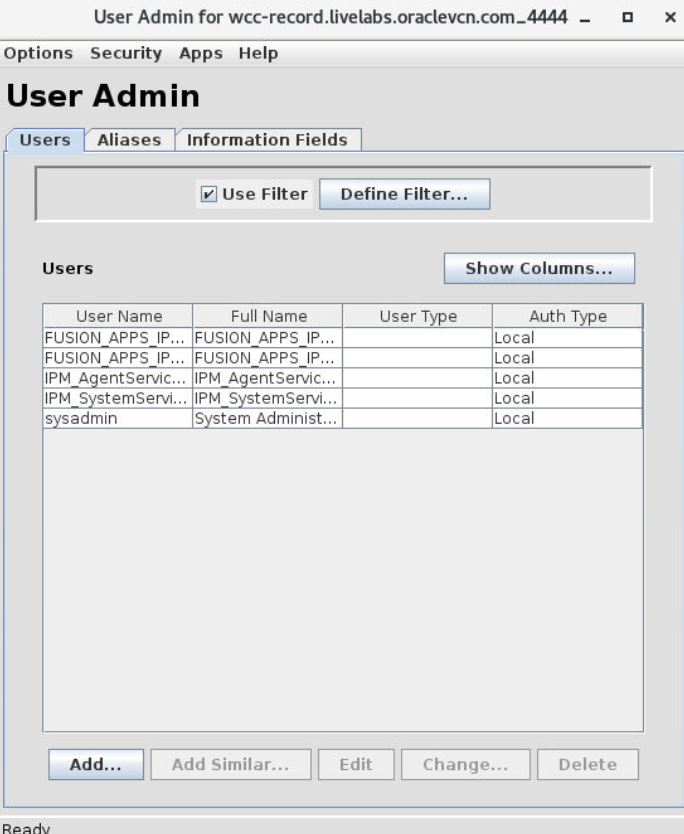 User Admin for wcc-record.livelabs.oraclevcn.com_4444
Options Security Apps Help
User Admin
Users Aliases Information Fields
Use Filter Define Filter...
Users Show Columns...
User Name Full Name User Type Auth Type
FUSION_APPS_IP... FUSION_APPS_IP... Local
FUSION_APPS_IP... FUSION_APPS_IP... Local
IPM_AgentServic... IPM_AgentServic... Local
IPM_SystemServi... IPM_SystemServi... Local
sysadmin System Administ... Local
Add... Add Similar... Edit Change... Delete
Ready